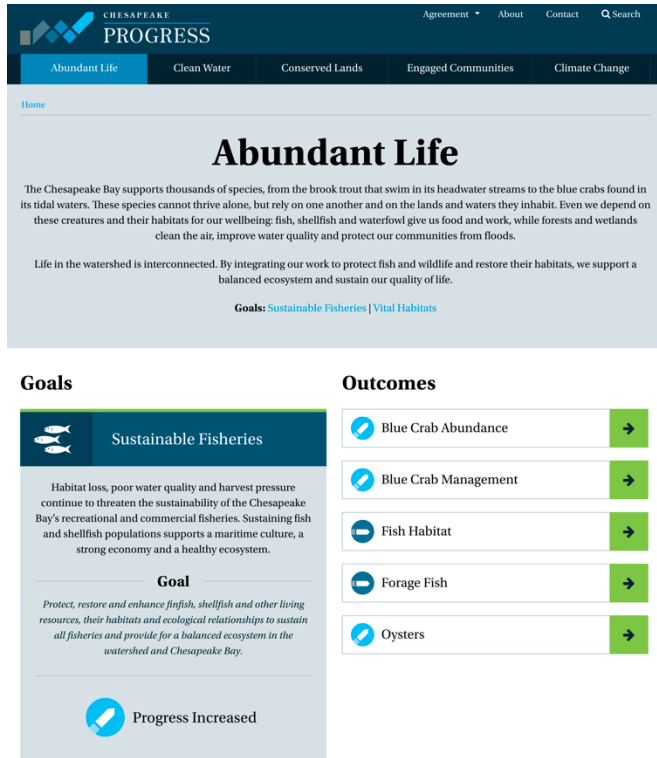 CHESAPEAKE
PROGRESS
Agreement About Contact Search
Abundant Life Clean Water Conserved Lands Engaged Communities Climate Change
Home
Abundant Life
The Chesapeake Bay supports thousands of species, from the brook trout that swim in its headwater streams to the blue crabs found in
its tidal waters. These species cannot thrive alone, but rely on one another and on the lands and waters they inhabit. Even we depend on
these creatures and their habitats for our wellbeing: fish, shellfish and waterfowl give us food and work, while forests and wetlands
clean the air, improve water quality and protect our communities from floods.
Life in the watershed is interconnected. By integrating our work to protect fish and wildlife and restore their habitats, we support a
balanced ecosystem and sustain our quality of life.
Goals: Sustainable Fisheries | Vital Habitats
Goals
Sustainable Fisheries
Habitat loss, poor water quality and harvest pressure
continue to threaten the sustainability of the Chesapeake
Bay's recreational and commercial fisheries. Sustaining fish
and shellfish populations supports a maritime culture, a
strong economy and a healthy ecosystem.
Goal
Protect, restore and enhance finfish, shellfish and other living
resources, their habitats and ecological relationships to sustain
all fisheries and provide for a balanced ecosystem in the
watershed and Chesapeake Bay.
Progress Increased
Outcomes
Blue Crab Abundance
Blue Crab Management
Fish Habitat
Forage Fish
Oysters